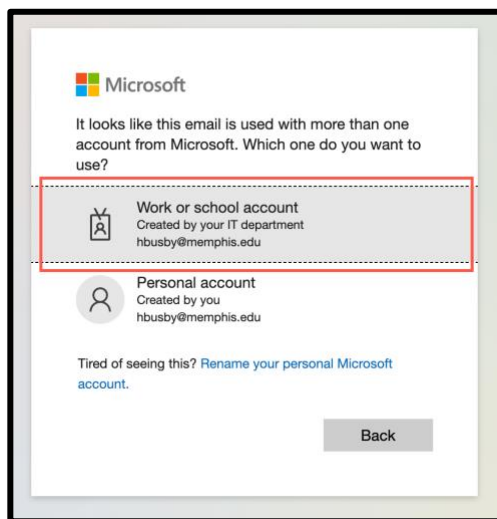 Microsoft
It looks like this email is used with more than one
account from Microsoft. Which one do you want to
use?
Work or school account
Created by your IT department
hbusby@memphis.edu
Personal account
Created by you
hbusby@memphis.edu
Tired of seeing this? Rename your personal Microsoft
account.
Back